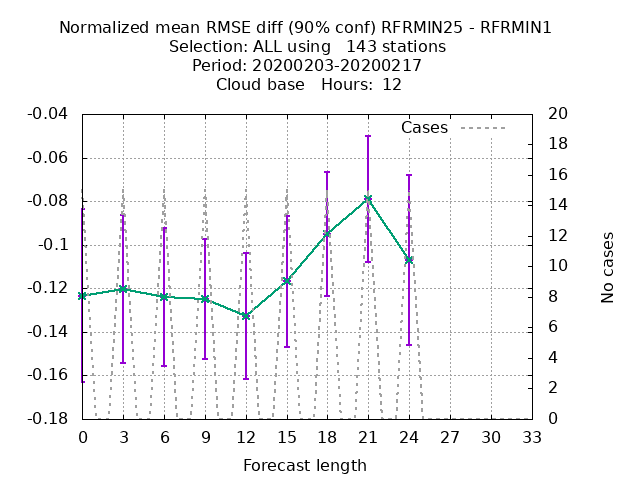 Normalized mean RMSE diff (90% conf) RFRMIN25 - RFRMIN1
Selection: ALL using   143 stations
Period: 20200203-20200217
Cloud base   Hours: 12
Cases
-0.04
-0.06
-0.08
-0.1
-0.12
-0.14
-0.16
-0.18
20
18
16
14
12
10
8
6
4
2
0
No cases
0 3 6 9 12 15 18 21 24 27 30 33
Forecast length